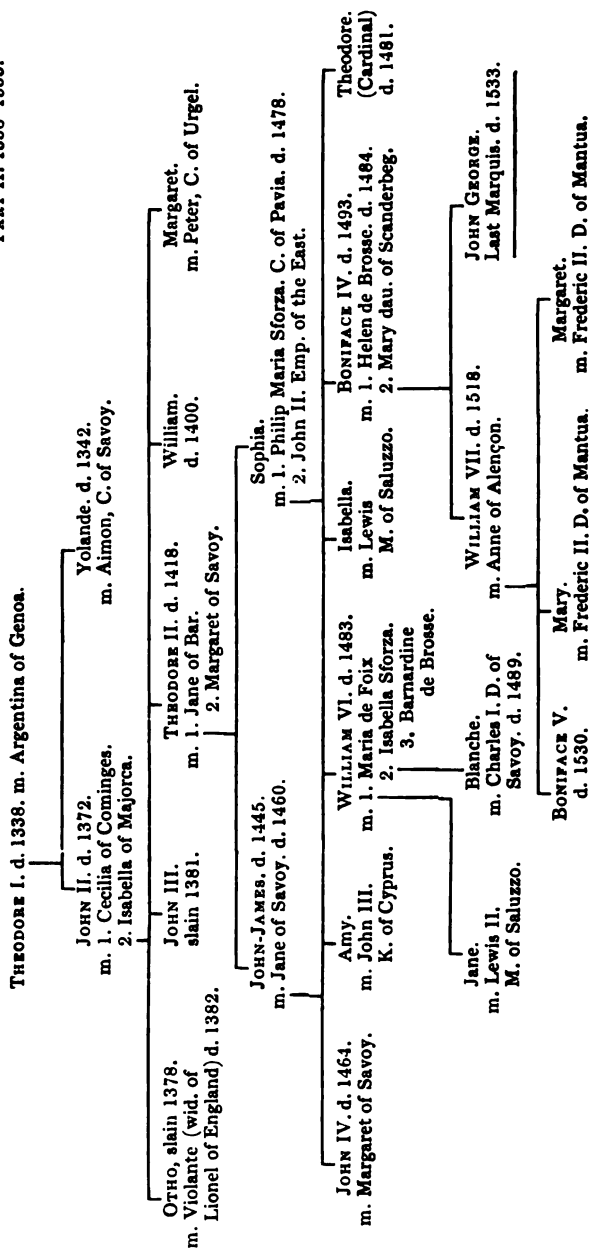 THEODORE I. d. 1338. m. Argentina of Genoa.
JOHN II. d. 1372.
m. 1. Cecilia of Cominges.
2. Isabella of Majorca.
Yolande. d. 1342.
m. Aimon, C. of Savoy.
OTHO, slain 1378.
m. Violante (wid. of
Lionel of England) d. 1382.
JOHN III.
slain 1381.
THEODORE II. d. 1418.
m. 1. Jane of Bar.
2. Margaret of Savoy.
William.
d. 1400.
Margaret.
m. Peter, C. of Urgel.
JOHN-JAMES. d. 1445.
m. Jane of Savoy. d. 1460.
Sophia.
m. 1. Philip Maria Sforza. C. of Pavia. d. 1478.
2. John II. Emp. of the East.
JOHN IV. d. 1464.
m. Margaret of Savoy.
Amy.
m. John III.
K. of Cyprus.
WILLIAM VI. d. 1483.
m. 1. Maria de Foix
2. Isabella Sforza.
3. Barnardine
de Brosse.
Isabella.
m. Lewis
M. of Saluzzo.
BONIFACE IV. d. 1493.
m. 1. Helen de Brosse. d. 1484.
2. Mary dau. of Scanderbeg.
Theodore.
(Cardinal)
d. 1481.
Jane.
m. Lewis II.
M. of Saluzzo.
Blanche.
m. Charles I. D. of
Savoy. d. 1489.
WILLIAM VII. d. 1518.
m. Anne of Alençon.
JOHN GEORGE.
Last Marquis. d. 1533.
BONIFACE V.
d. 1530.
Mary.
m. Frederic II. D. of Mantua.
Margaret.
m. Frederic II. D. of Mantua.